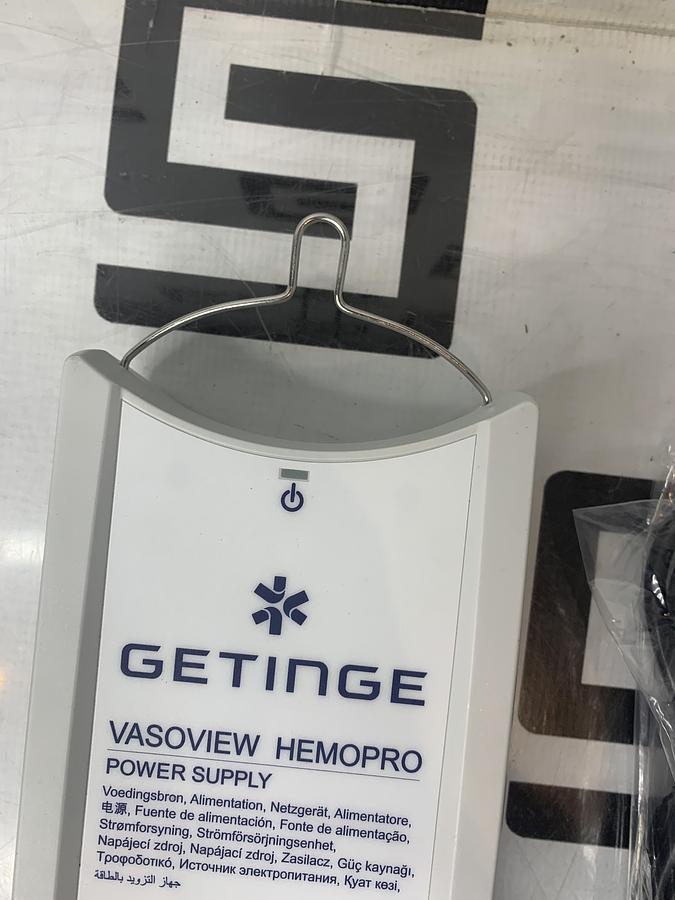 GETINGE
VASOVIEW HEMOPRO
POWER SUPPLY
Voedingsbron, Alimentation, Netzgerät, Alimentatore,
电源, Fuente de alimentación, Fonte de alimentação,
Strømforsyning, Strömförsörjningsenhet,
Napájecí zdroj, Napájací zdroj, Zasilacz, Güç kaynağı,
Τροφοδοτικό, Источник электропитания, Қуат көзі,
جهاز التزويد بالطاقة